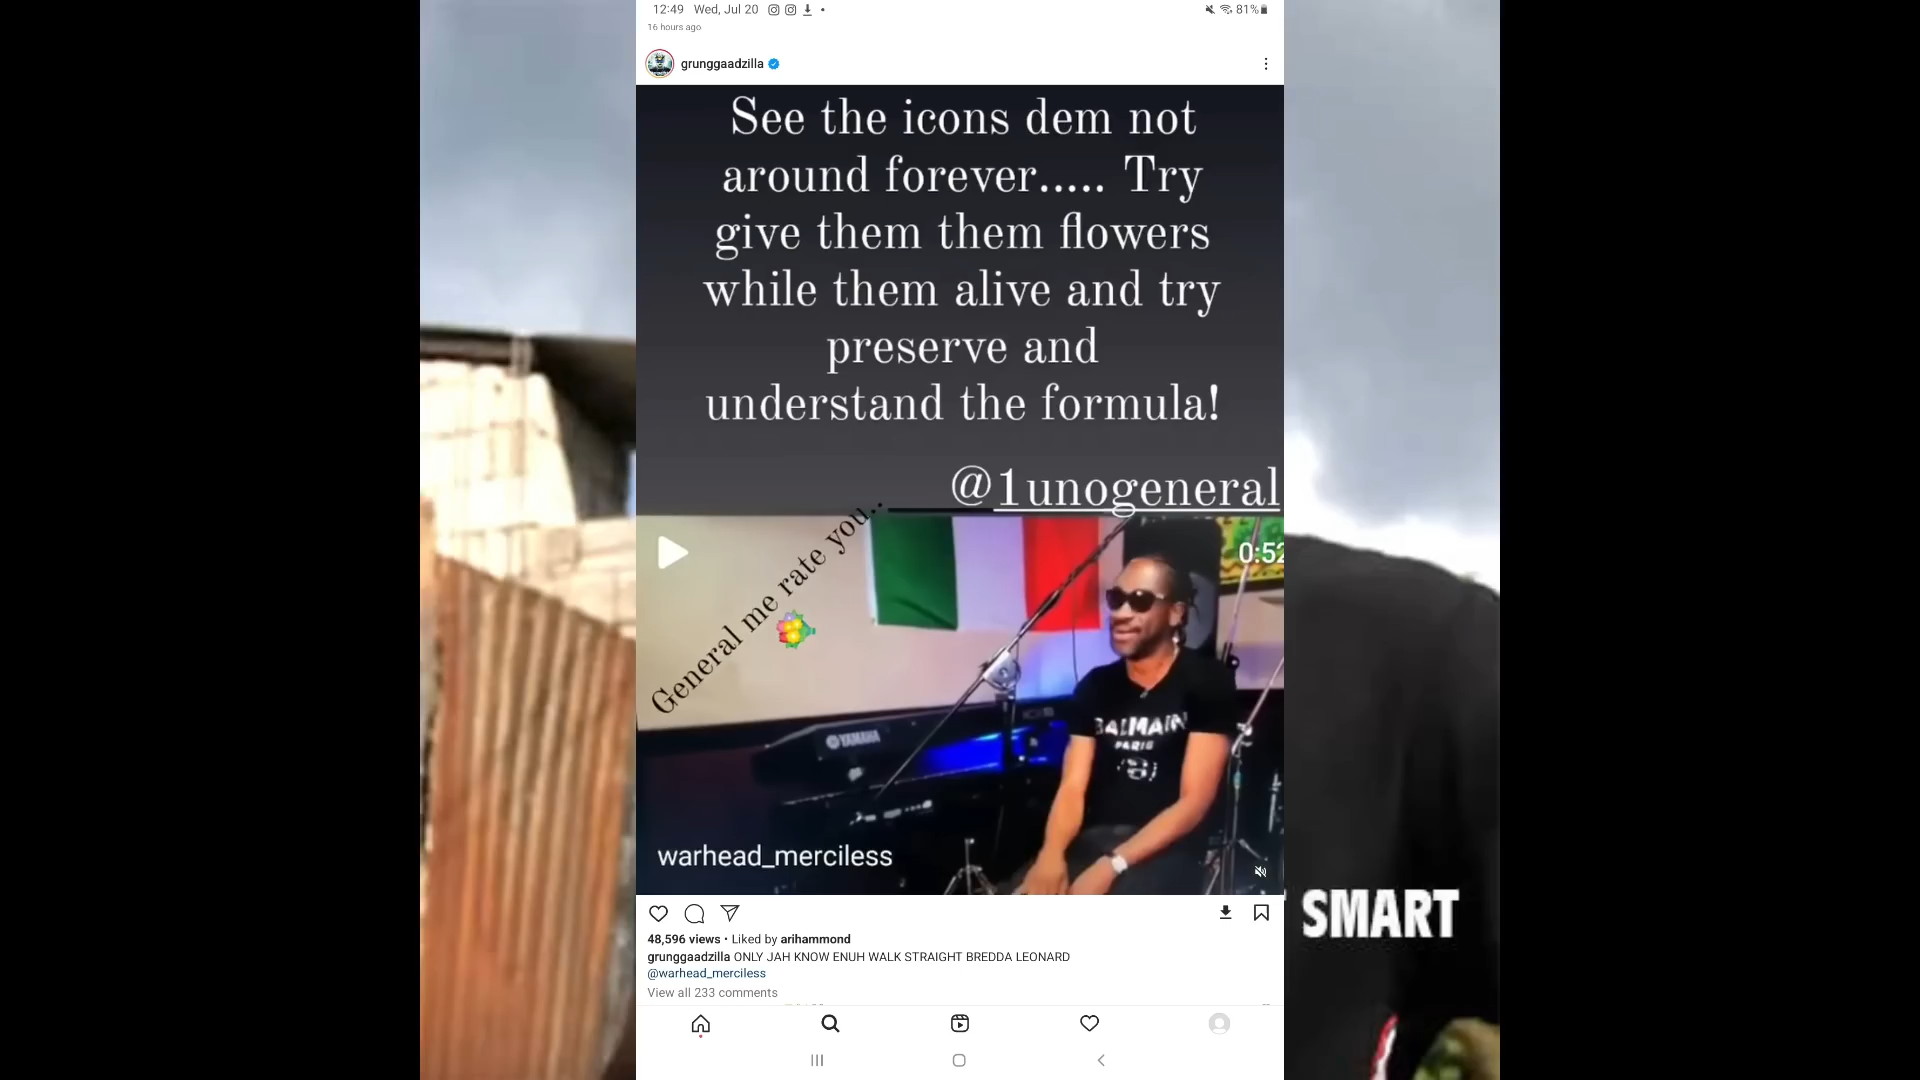 12:49 Wed, Jul 20
81%
16 hours ago
grunggaadzilla
See the icons dem not
around forever..... Try
give them them flowers
while them alive and try
preserve and
understand the formula!
@1unogeneral
General me rate you..
0:52
YAMAHA
BALMAIN
PARIS
warhead_merciless
SMART
48,596 views • Liked by arihammond
grunggaadzilla ONLY JAH KNOW ENUH WALK STRAIGHT BREDDA LEONARD
@warhead_merciless
View all 233 comments